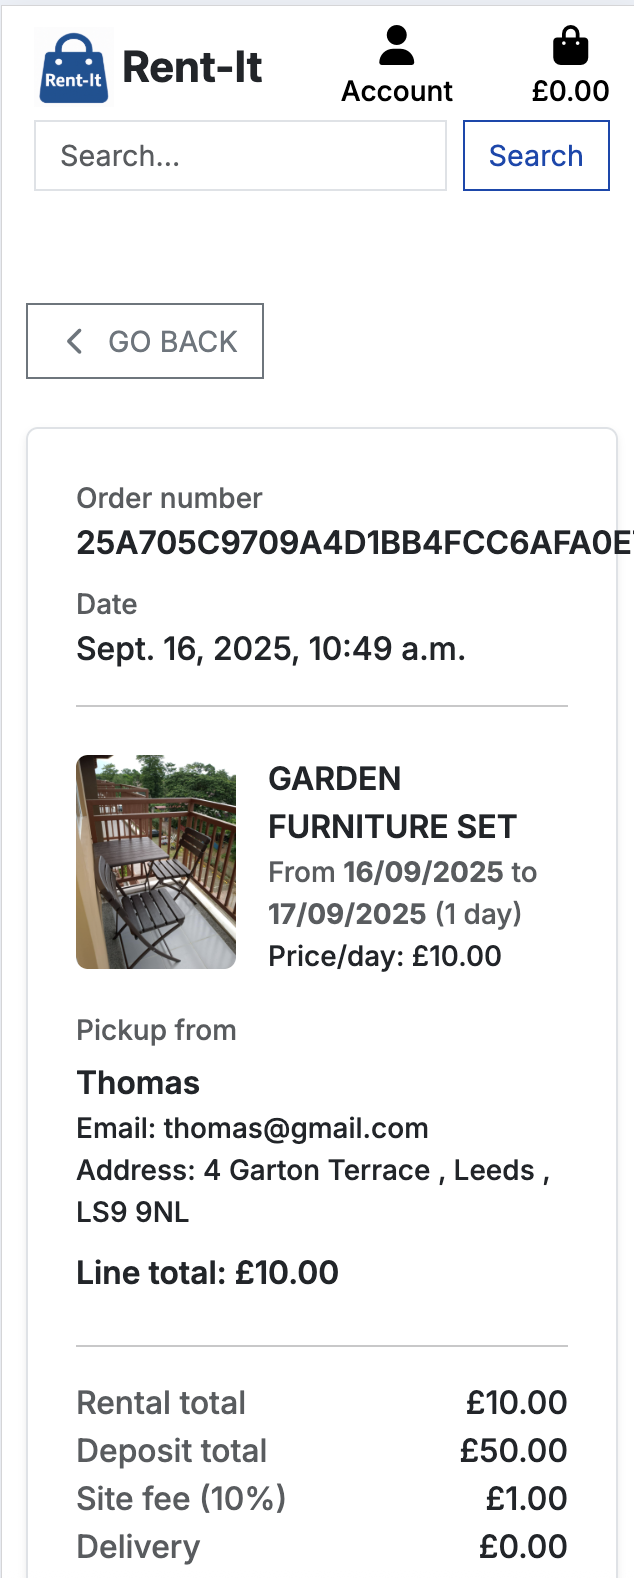 Rent-It
Rent-It
Account
£0.00
Search...
Search
GO BACK
Order number
25A705C9709A4D1BB4FCC6AFA0E
Date
Sept. 16, 2025, 10:49 a.m.
GARDEN
FURNITURE SET
From 16/09/2025 to
17/09/2025 (1 day)
Price/day: £10.00
Pickup from
Thomas
Email: thomas@gmail.com
Address: 4 Garton Terrace , Leeds ,
LS9 9NL
Line total: £10.00
Rental total £10.00
Deposit total £50.00
Site fee (10%) £1.00
Delivery £0.00